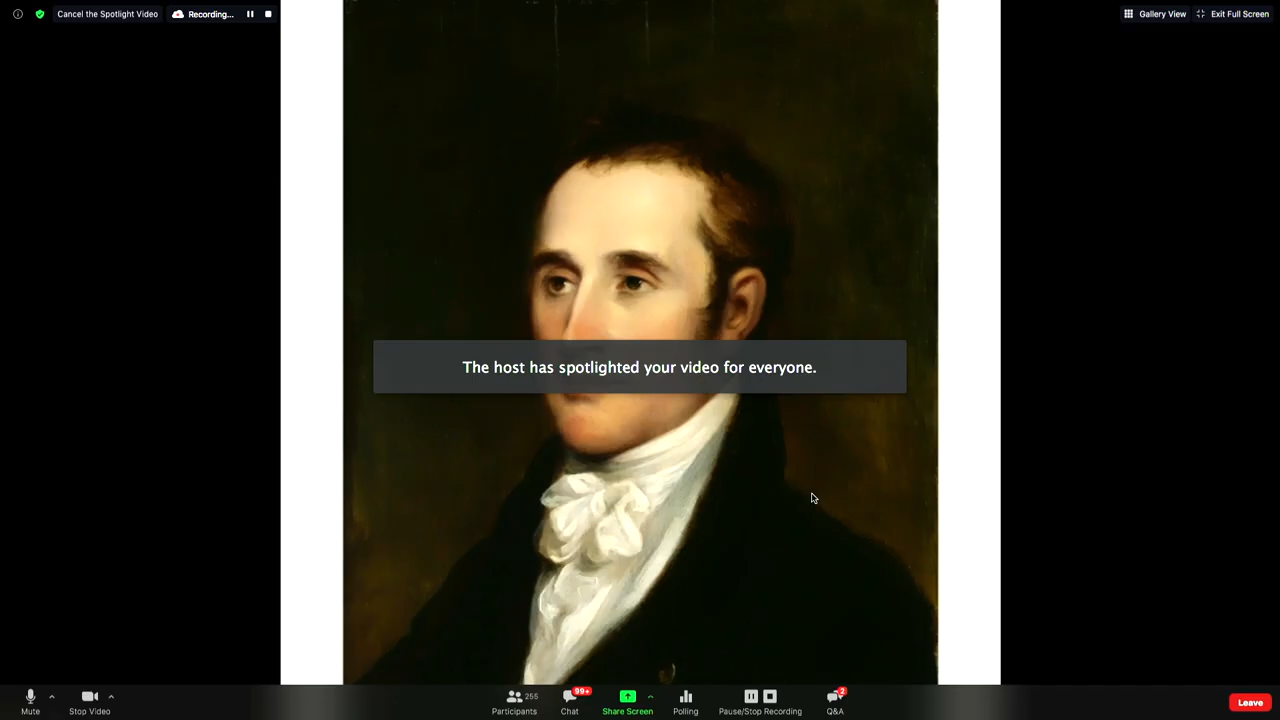 Cancel the Spotlight Video
Recording...
Gallery View
Exit Full Screen
The host has spotlighted your video for everyone.
Mute
Stop Video
255
Participants
99+
Chat
Share Screen
Polling
Pause/Stop Recording
2
Q&A
Leave